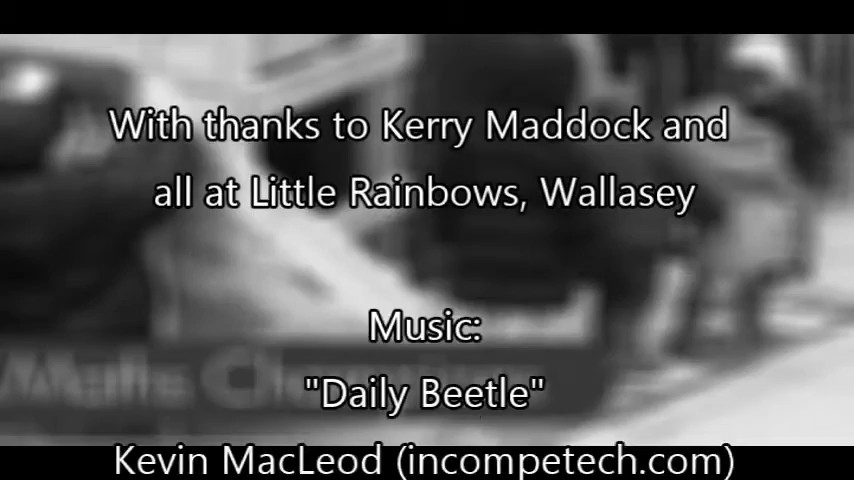 With thanks to Kerry Maddock and
all at Little Rainbows, Wallasey
Music:
"Daily Beetle"
Kevin MacLeod (incompetech.com)